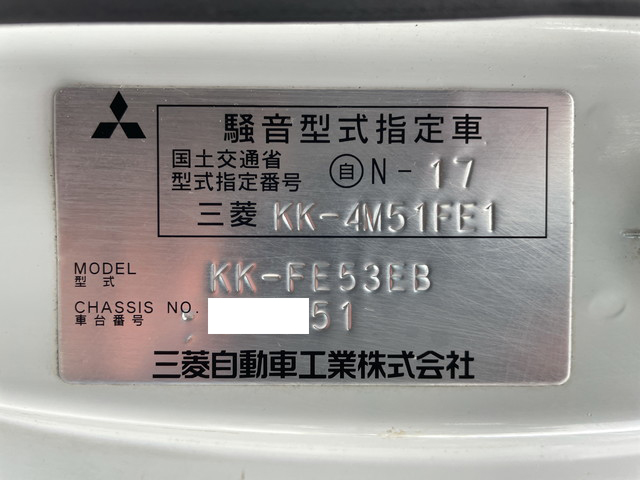 騒音型式指定車
国土交通省
型式指定番号 自N-17
三菱 KK-4M51FE1
MODEL
型式 KK-FE53EB
CHASSIS NO.
車台番号 51
三菱自動車工業株式会社